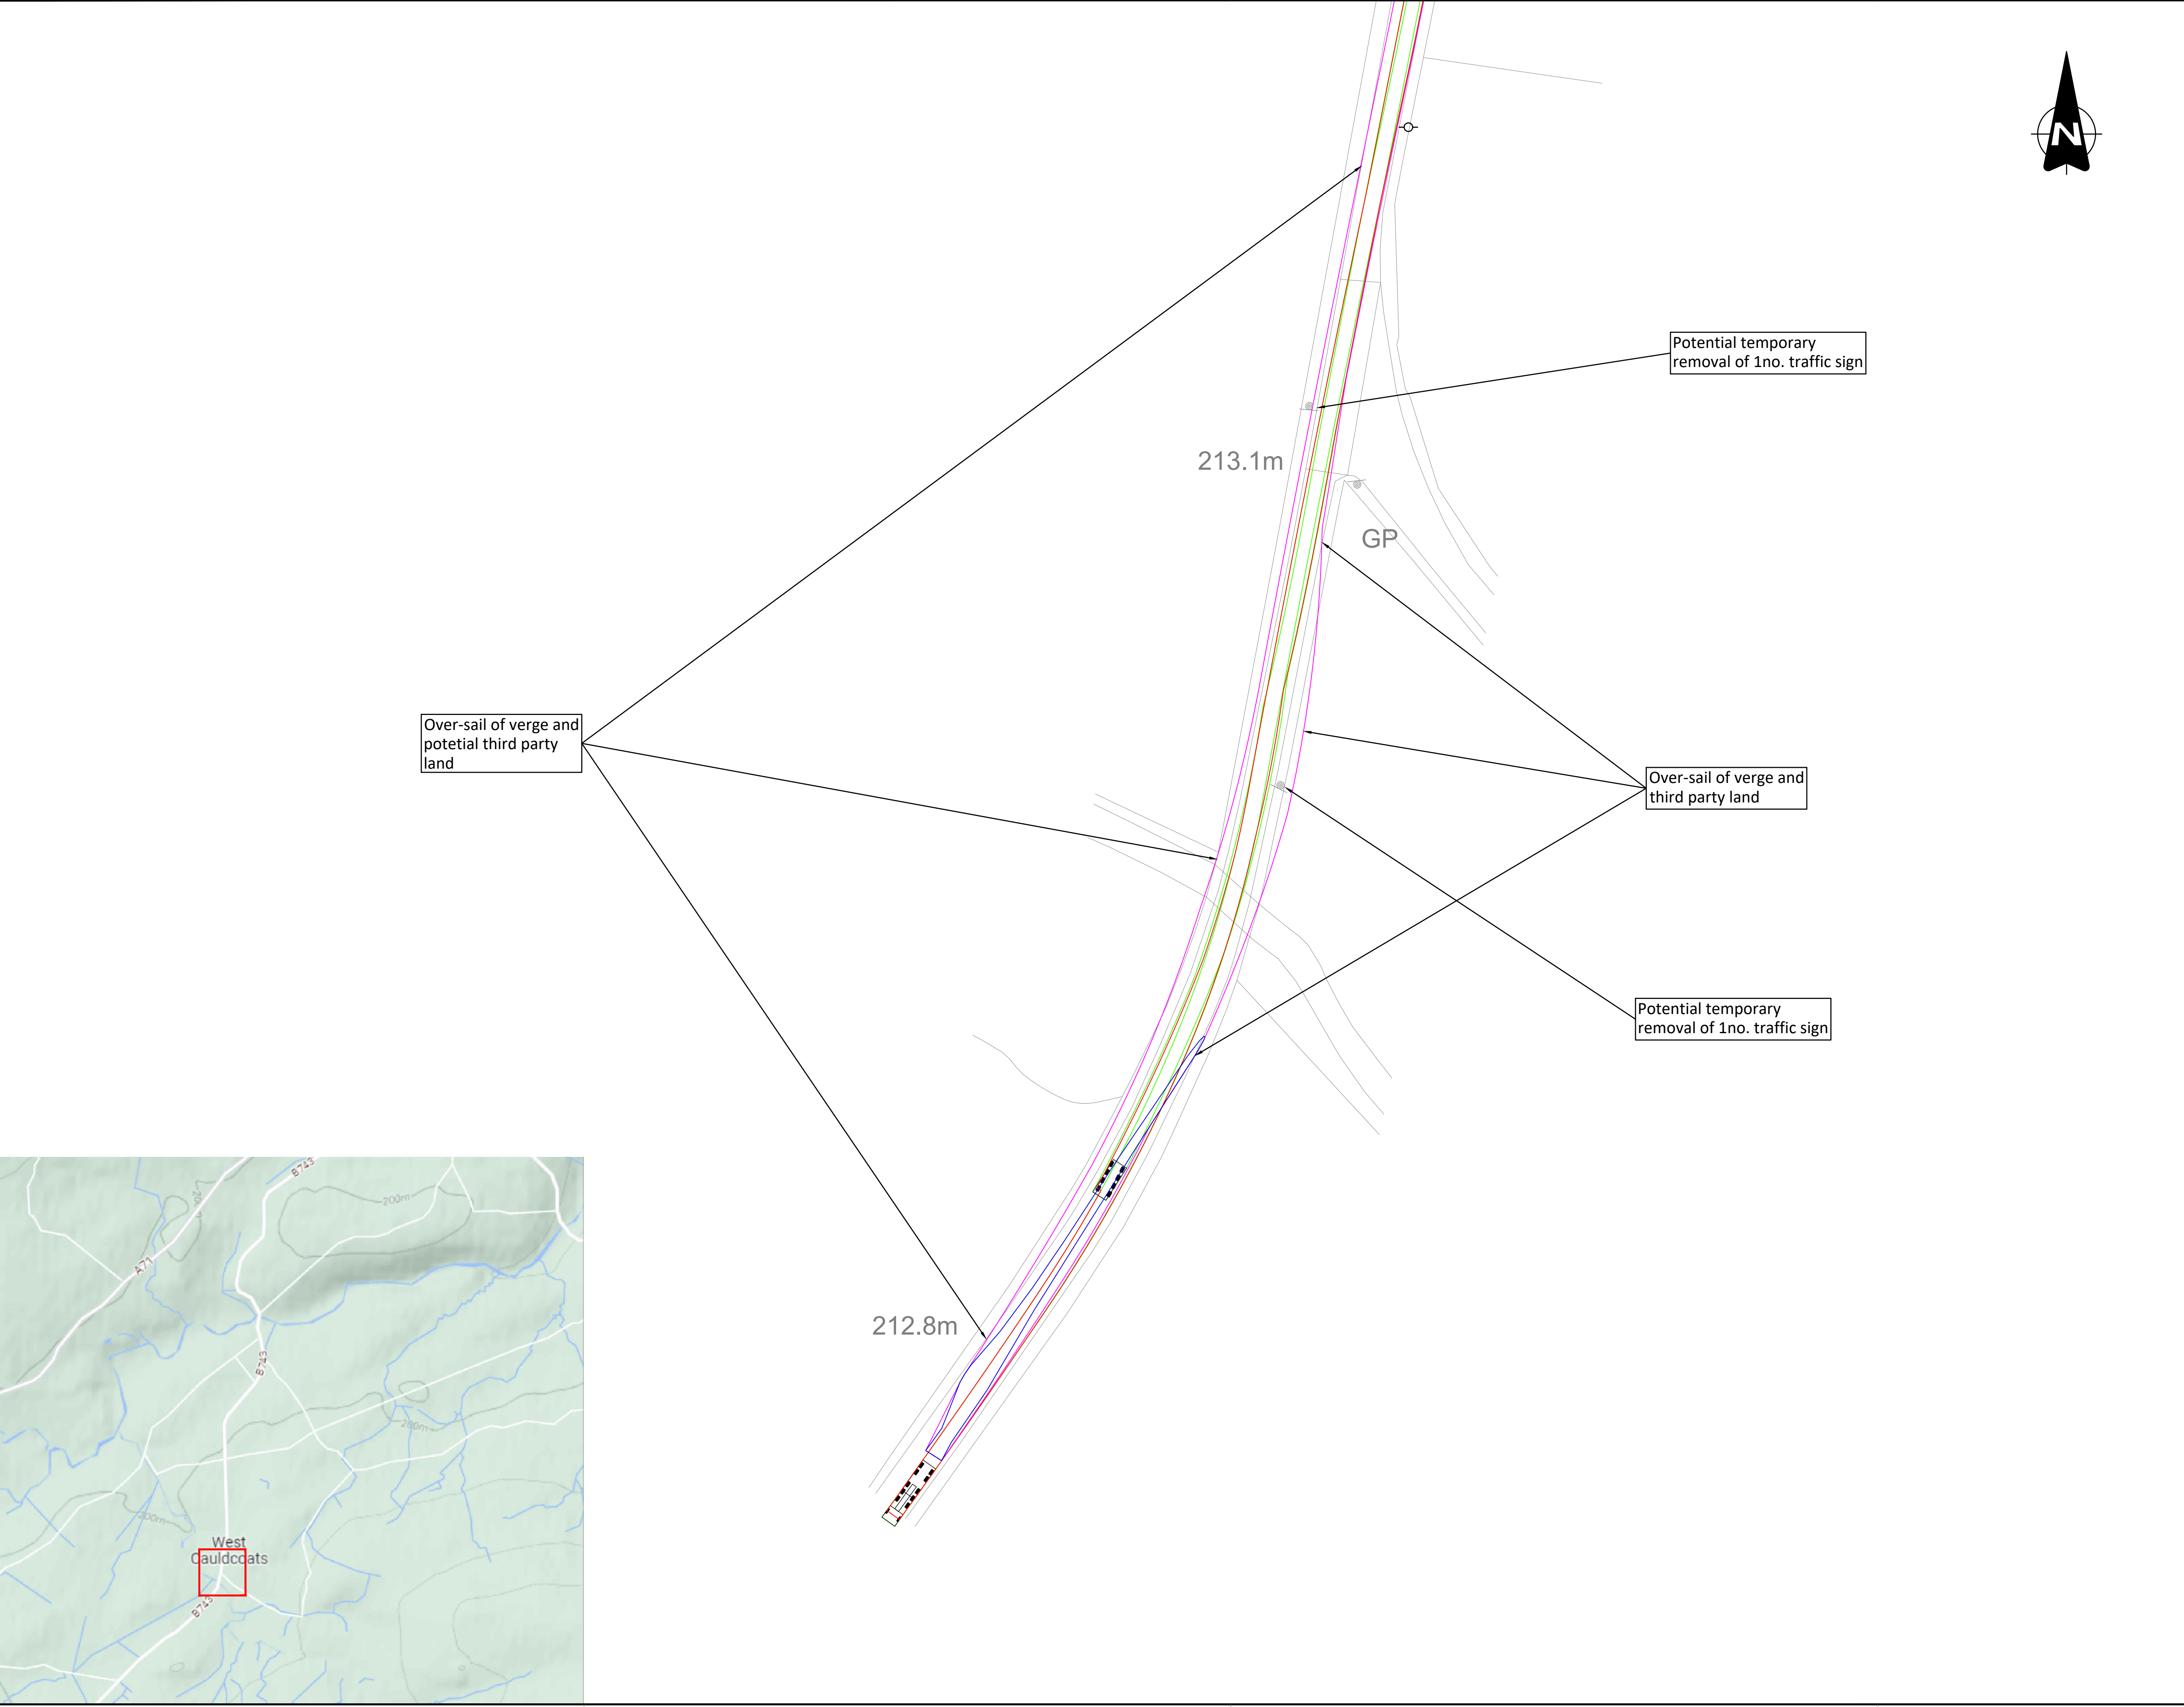 N
Potential temporary
removal of 1no. traffic sign
213.1m
GP
Over-sail of verge and
potetial third party
land
Over-sail of verge and
third party land
Potential temporary
removal of 1no. traffic sign
212.8m
B743
200m
200m
A71
B743
200m
200m
West
Cauldcoats
B743